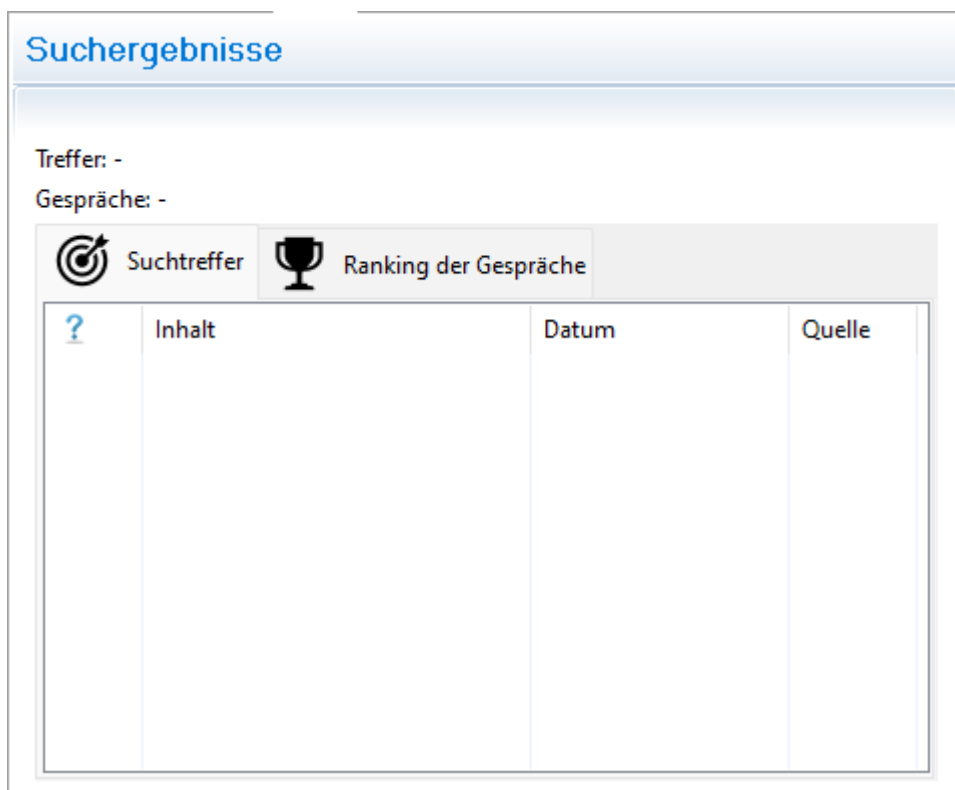 Suchergebnisse
Treffer: -
Gespräche: -
Suchtreffer Ranking der Gespräche
? Inhalt Datum Quelle